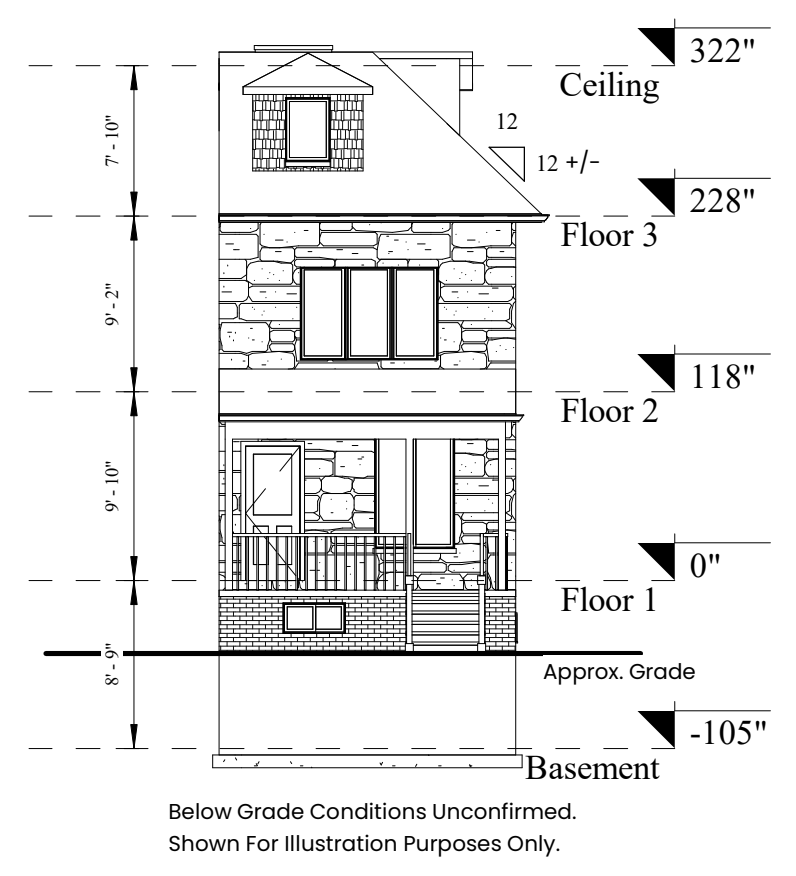 322"
Ceiling
7' - 10"
12
12 +/-
228"
Floor 3
9' - 2"
118"
Floor 2
9' - 10"
0"
Floor 1
8' - 9"
Approx. Grade
-105"
Basement
Below Grade Conditions Unconfirmed.
Shown For Illustration Purposes Only.